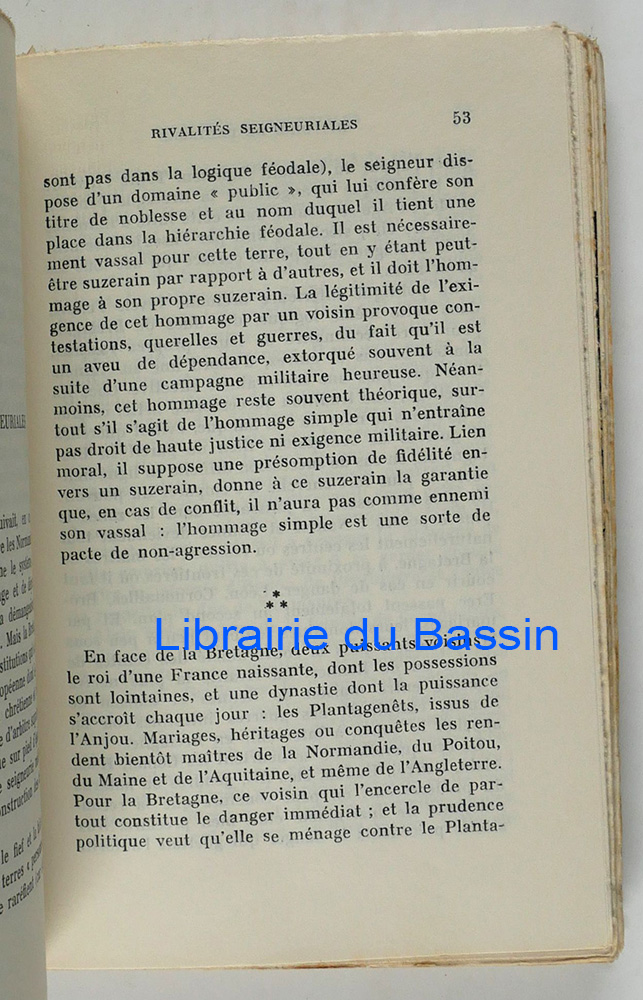 RIVALITÉS SEIGNEURIALES 53
sont pas dans la logique féodale), le seigneur dis-
pose d'un domaine « public », qui lui confère son
titre de noblesse et au nom duquel il tient une
place dans la hiérarchie féodale. Il est nécessaire-
ment vassal pour cette terre, tout en y étant peut-
être suzerain par rapport à d'autres, et il doit l'hom-
mage à son propre suzerain. La légitimité de l'exi-
gence de cet hommage par un voisin provoque con-
testations, querelles et guerres, du fait qu'il est
un aveu de dépendance, extorqué souvent à la
suite d'une campagne militaire heureuse. Néan-
moins, cet hommage reste souvent théorique, sur-
tout s'il s'agit de l'hommage simple qui n'entraîne
pas droit de haute justice ni exigence militaire. Lien
moral, il suppose une présomption de fidélité en-
vers un suzerain, donne à ce suzerain la garantie
que, en cas de conflit, il n'aura pas comme ennemi
son vassal : l'hommage simple est une sorte de
pacte de non-agression.
*
* *
Librairie du Bassin
En face de la Bretagne, deux puissants voisins :
le roi d'une France naissante, dont les possessions
sont lointaines, et une dynastie dont la puissance
s'accroît chaque jour : les Plantagenêts, issus de
l'Anjou. Mariages, héritages ou conquêtes les ren-
dent bientôt maîtres de la Normandie, du Poitou,
du Maine et de l'Aquitaine, et même de l'Angleterre.
Pour la Bretagne, ce voisin qui l'encercle de par-
tout constitue le danger immédiat ; et la prudence
politique veut qu'elle se ménage contre le Planta-